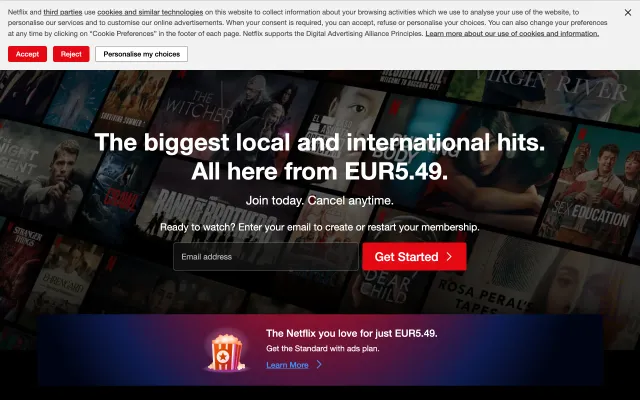 Netflix and third parties use cookies and similar technologies on this website to collect information about your browsing activities which we use to analyse your use of the website, to
personalise our services and to customise our online advertisements. When your consent is required, you can accept, refuse or personalise your choices. You can also change your preferences
at any time by clicking on “Cookie Preferences” in the footer of each page. Netflix supports the Digital Advertising Alliance Principles. Learn more about our use of cookies and information.
Accept
Reject
Personalise my choices
THE
WITCHER
VIRGIN RIVER
The biggest local and international hits.
All here from EUR5.49.
BODY
Join today. Cancel anytime.
SEX EDUCATION
Ready to watch? Enter your email to create or restart your membership.
STRANGER
THINGS
Email address
Get Started
DEAR
CHILD
ROSA PERAL'S
TAPES
The Netflix you love for just EUR5.49.
Get the Standard with ads plan.
Learn More